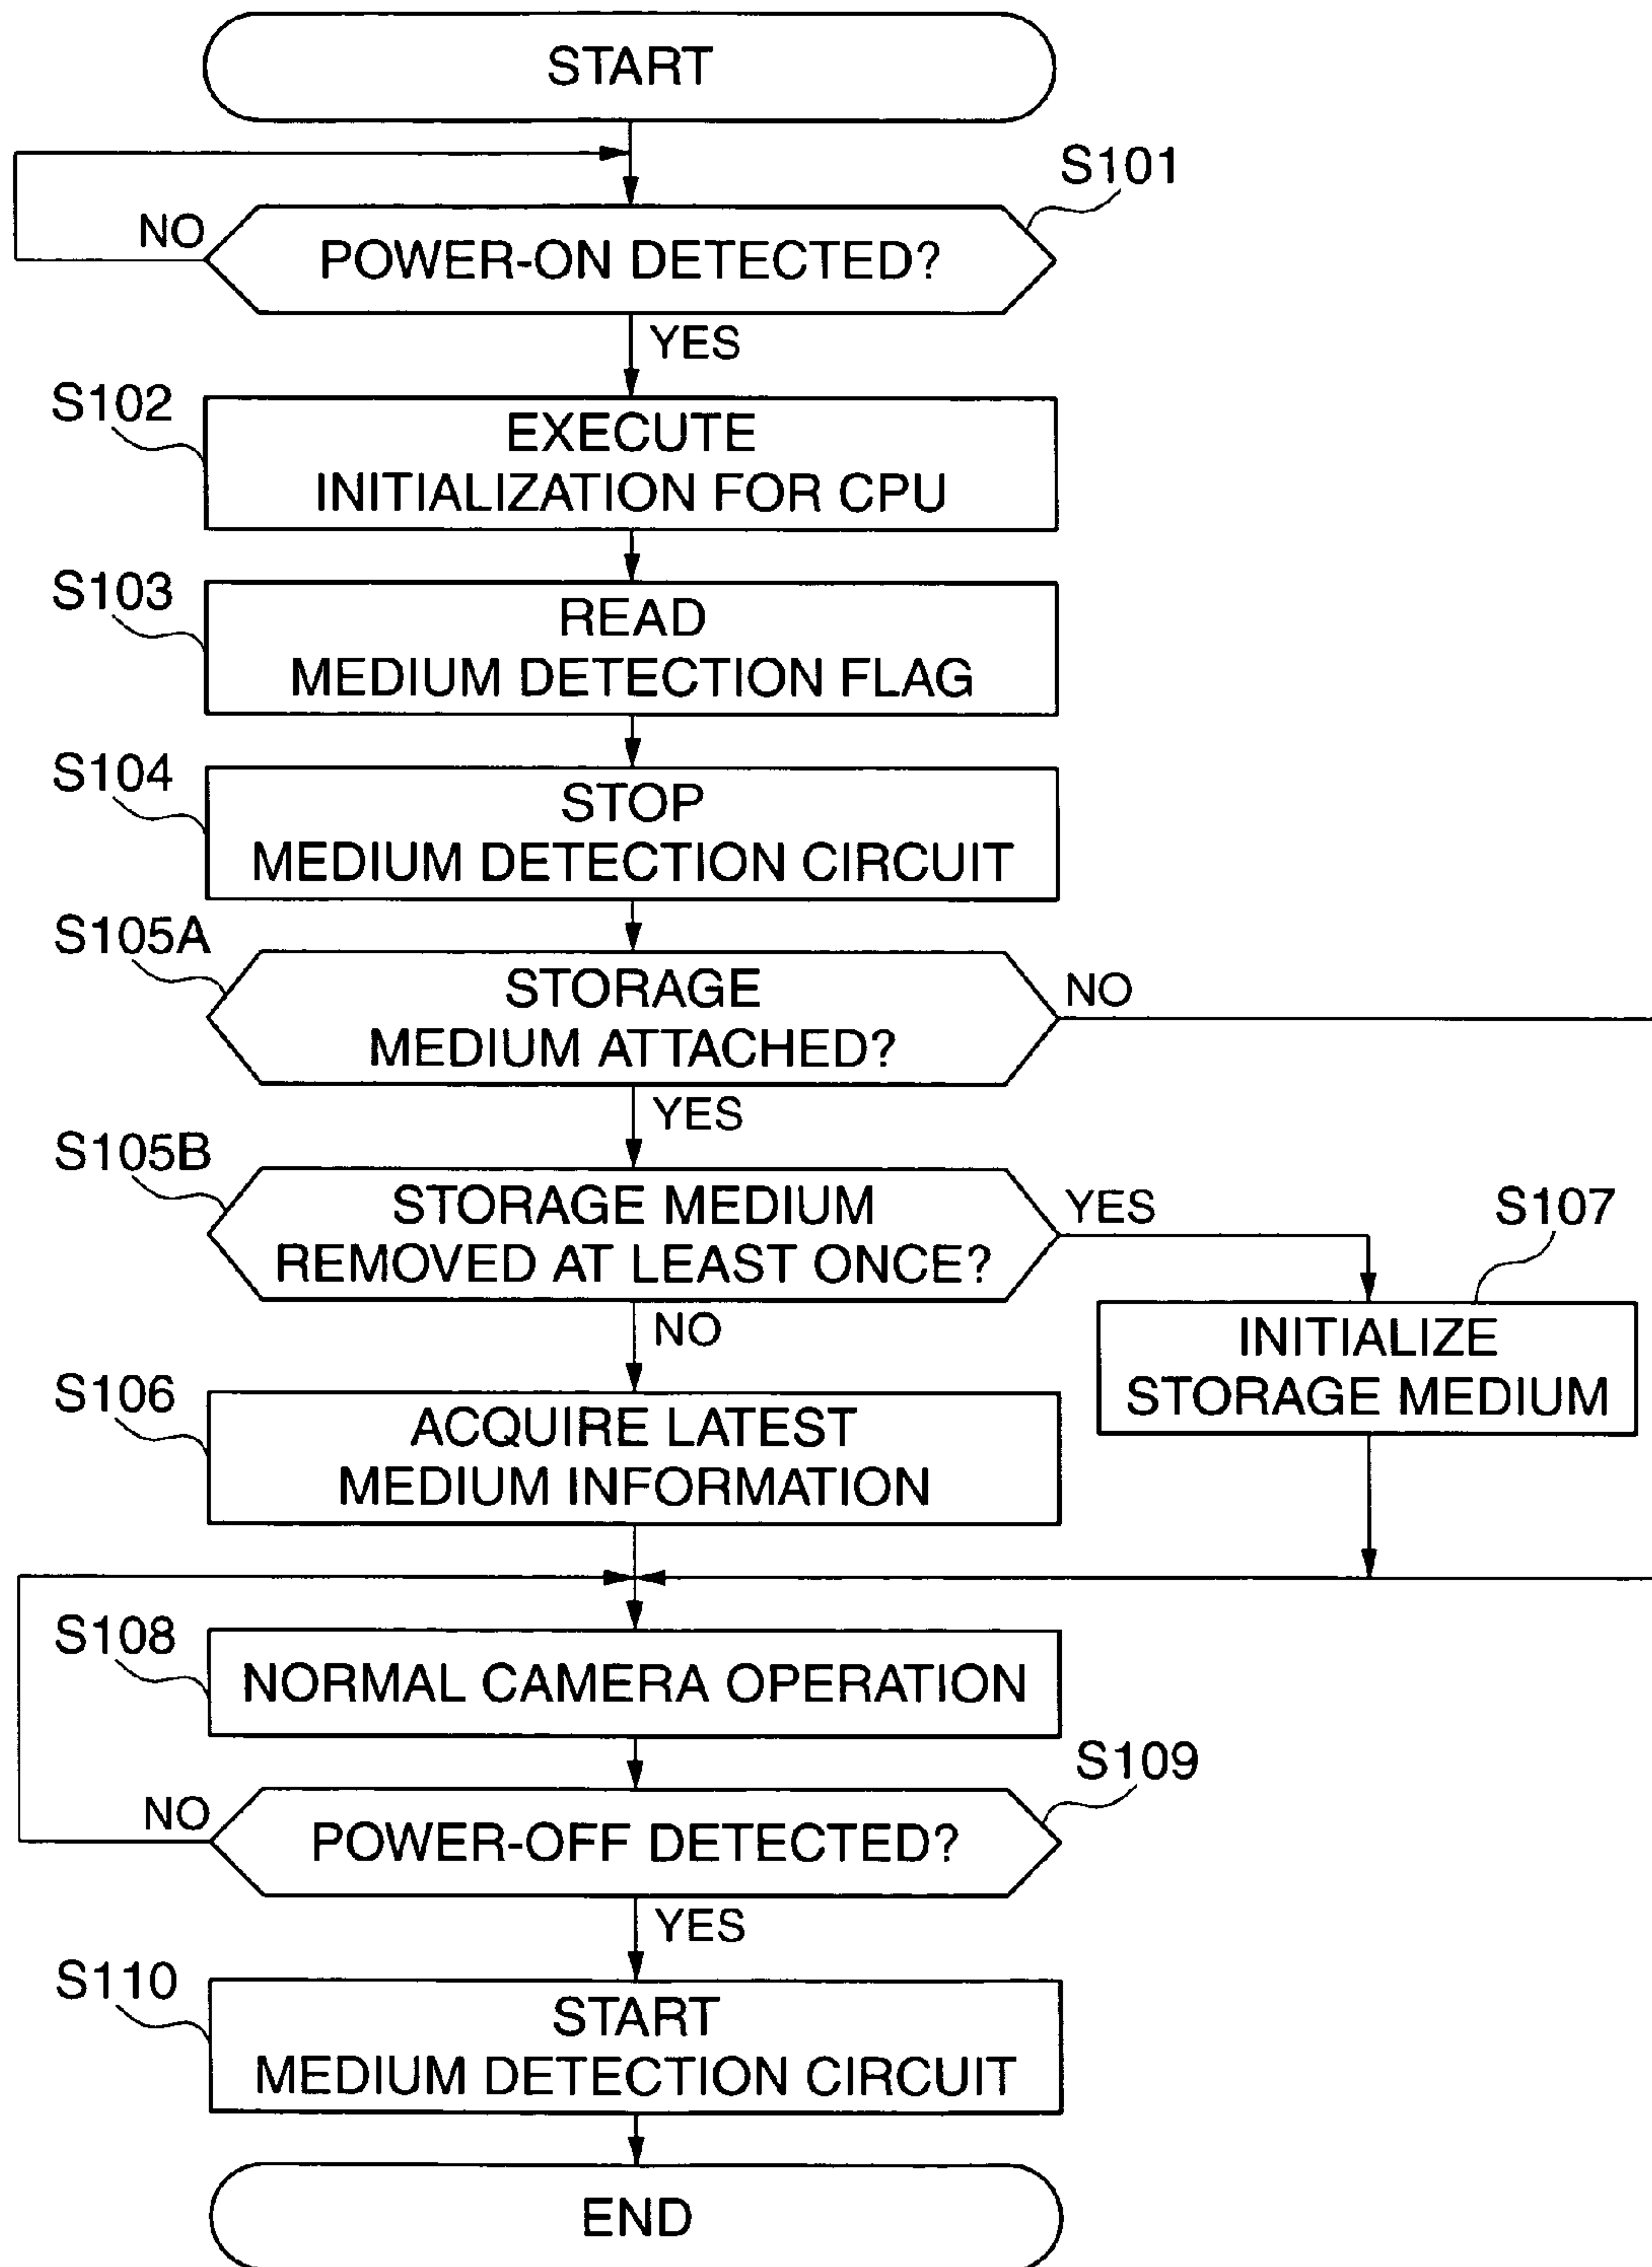 START
S101
NO
POWER-ON DETECTED?
YES
S102
EXECUTE
INITIALIZATION FOR CPU
S103
READ
MEDIUM DETECTION FLAG
S104
STOP
MEDIUM DETECTION CIRCUIT
S105A
STORAGE
MEDIUM ATTACHED?
NO
YES
S105B
STORAGE MEDIUM
REMOVED AT LEAST ONCE?
YES
S107
NO
INITIALIZE
STORAGE MEDIUM
S106
ACQUIRE LATEST
MEDIUM INFORMATION
S108
NORMAL CAMERA OPERATION
S109
NO
POWER-OFF DETECTED?
YES
S110
START
MEDIUM DETECTION CIRCUIT
END